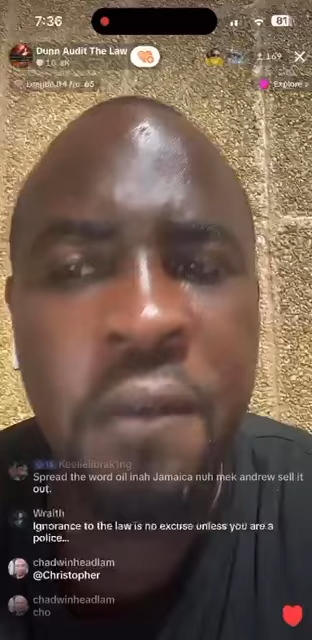 7:36
81
Dunn Audit The Law
169
Explore
Spread the word oil inah Jamaica nuh mek andrew sell it
out.
Wraith
Ignorance to the law is no excuse unless you are a
police...
chadwinheadlam
@Christopher
chadwinheadlam
cho